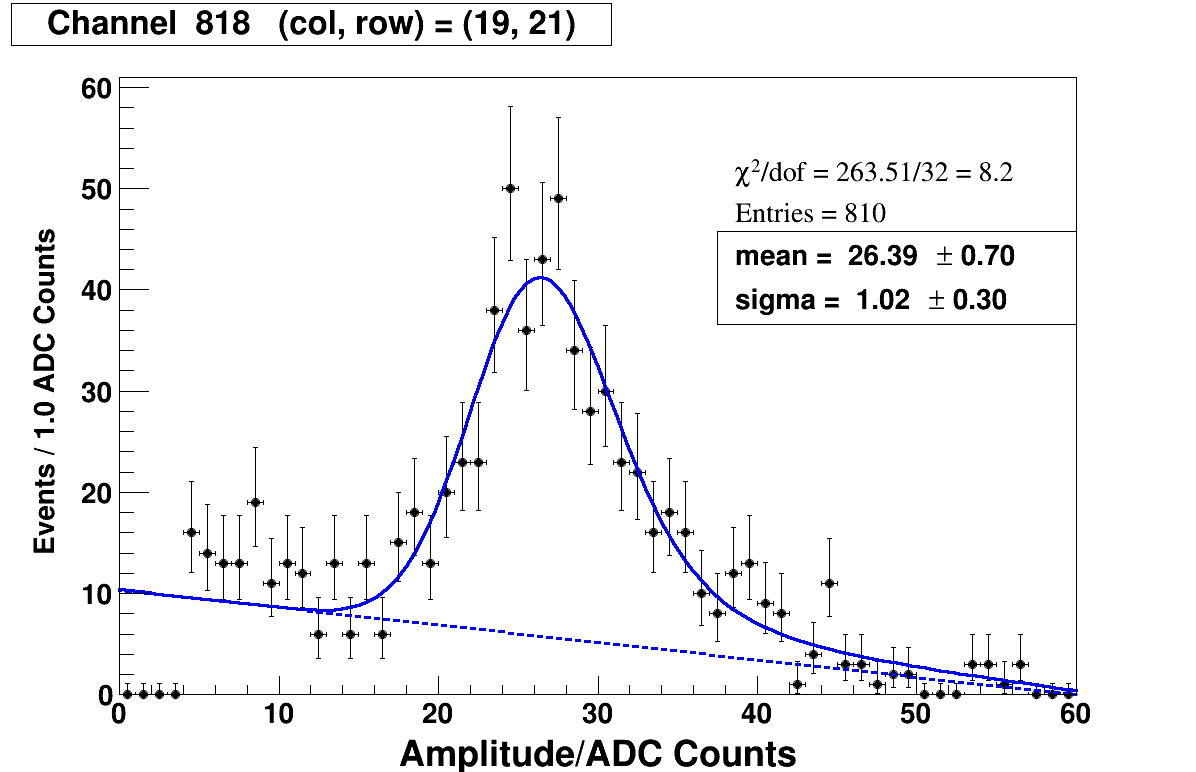 Channel 818 (col, row) = (19, 21)
60
50
40
30
20
10
0
Events / 1.0 ADC Counts
χ²/dof = 263.51/32 = 8.2
Entries = 810
mean = 26.39 ± 0.70
sigma = 1.02 ± 0.30
0 10 20 30 40 50 60
Amplitude/ADC Counts